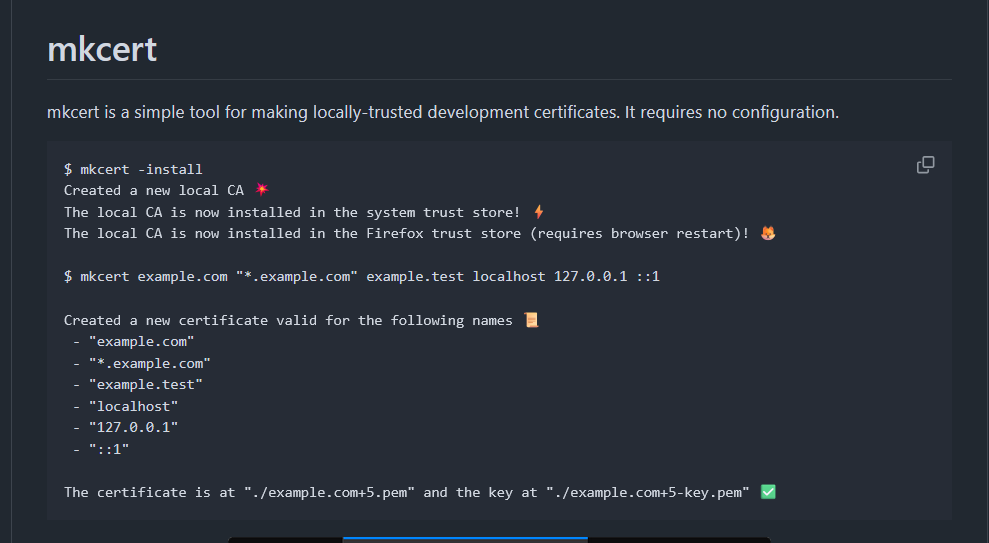 mkcert
mkcert is a simple tool for making locally-trusted development certificates. It requires no configuration.
$ mkcert -install
Created a new local CA 💥
The local CA is now installed in the system trust store! ⚡
The local CA is now installed in the Firefox trust store (requires browser restart)! 🦊
$ mkcert example.com "*.example.com" example.test localhost 127.0.0.1 ::1
Created a new certificate valid for the following names 📜
- "example.com"
- "*.example.com"
- "example.test"
- "localhost"
- "127.0.0.1"
- "::1"
The certificate is at "./example.com+5.pem" and the key at "./example.com+5-key.pem" ✅